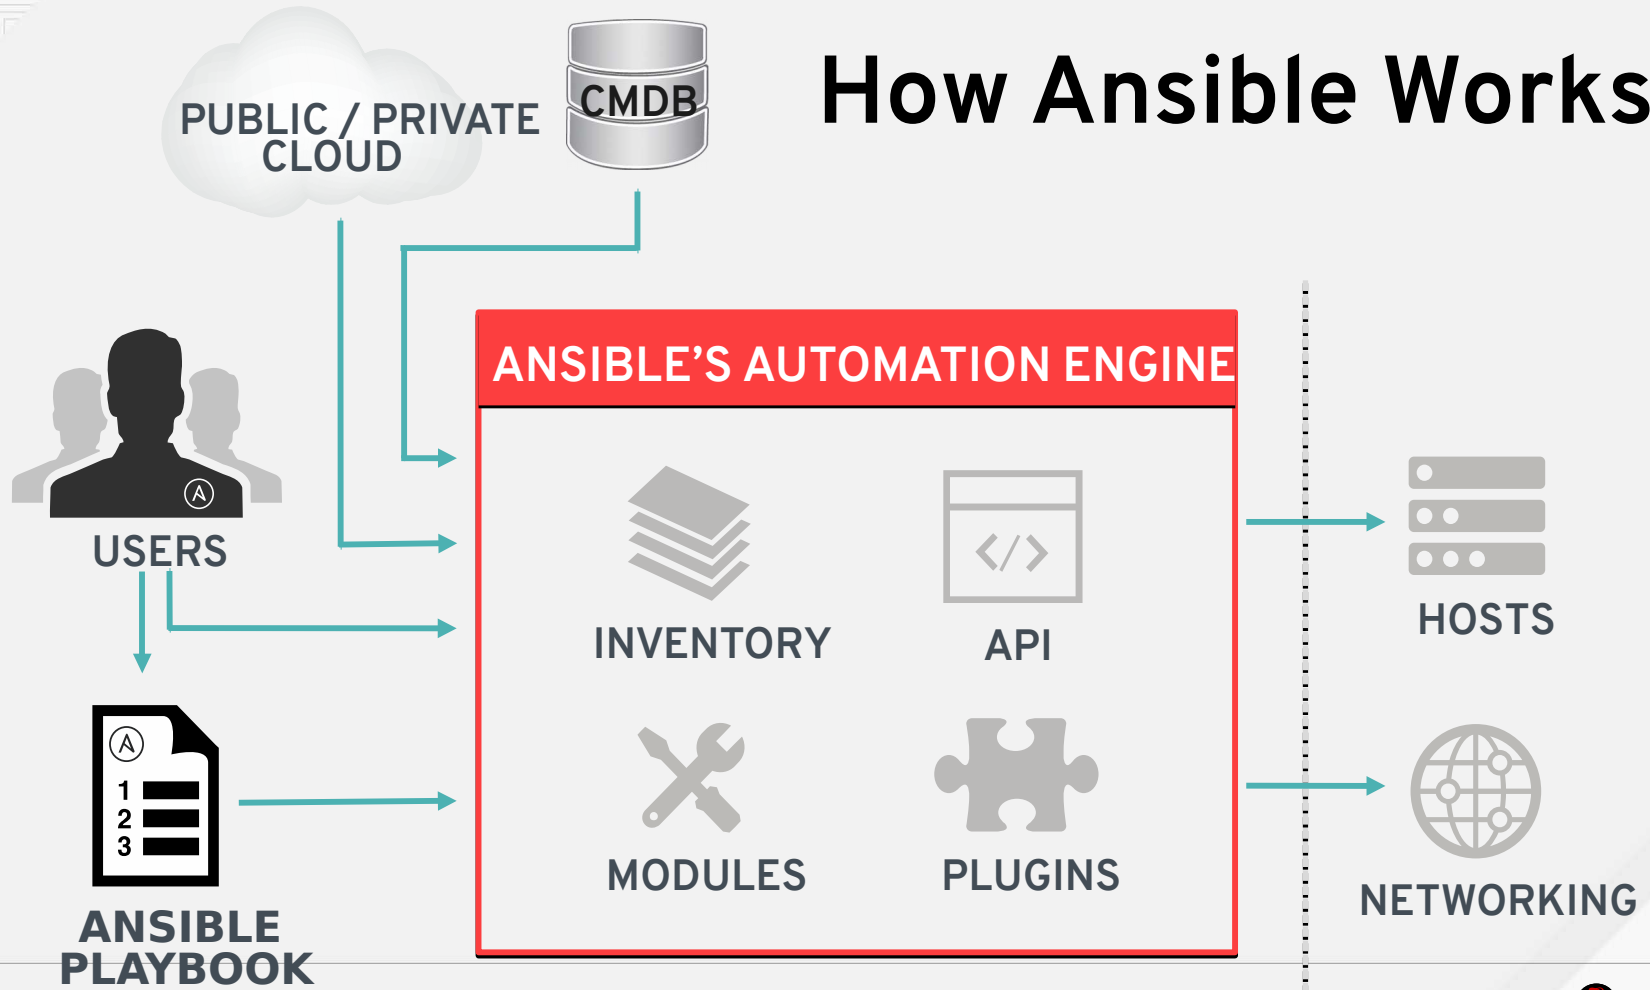 How Ansible Works
PUBLIC / PRIVATE
CLOUD
CMDB
ANSIBLE’S AUTOMATION ENGINE
USERS
INVENTORY
API
HOSTS
1
2
3
MODULES
PLUGINS
NETWORKING
ANSIBLE
PLAYBOOK